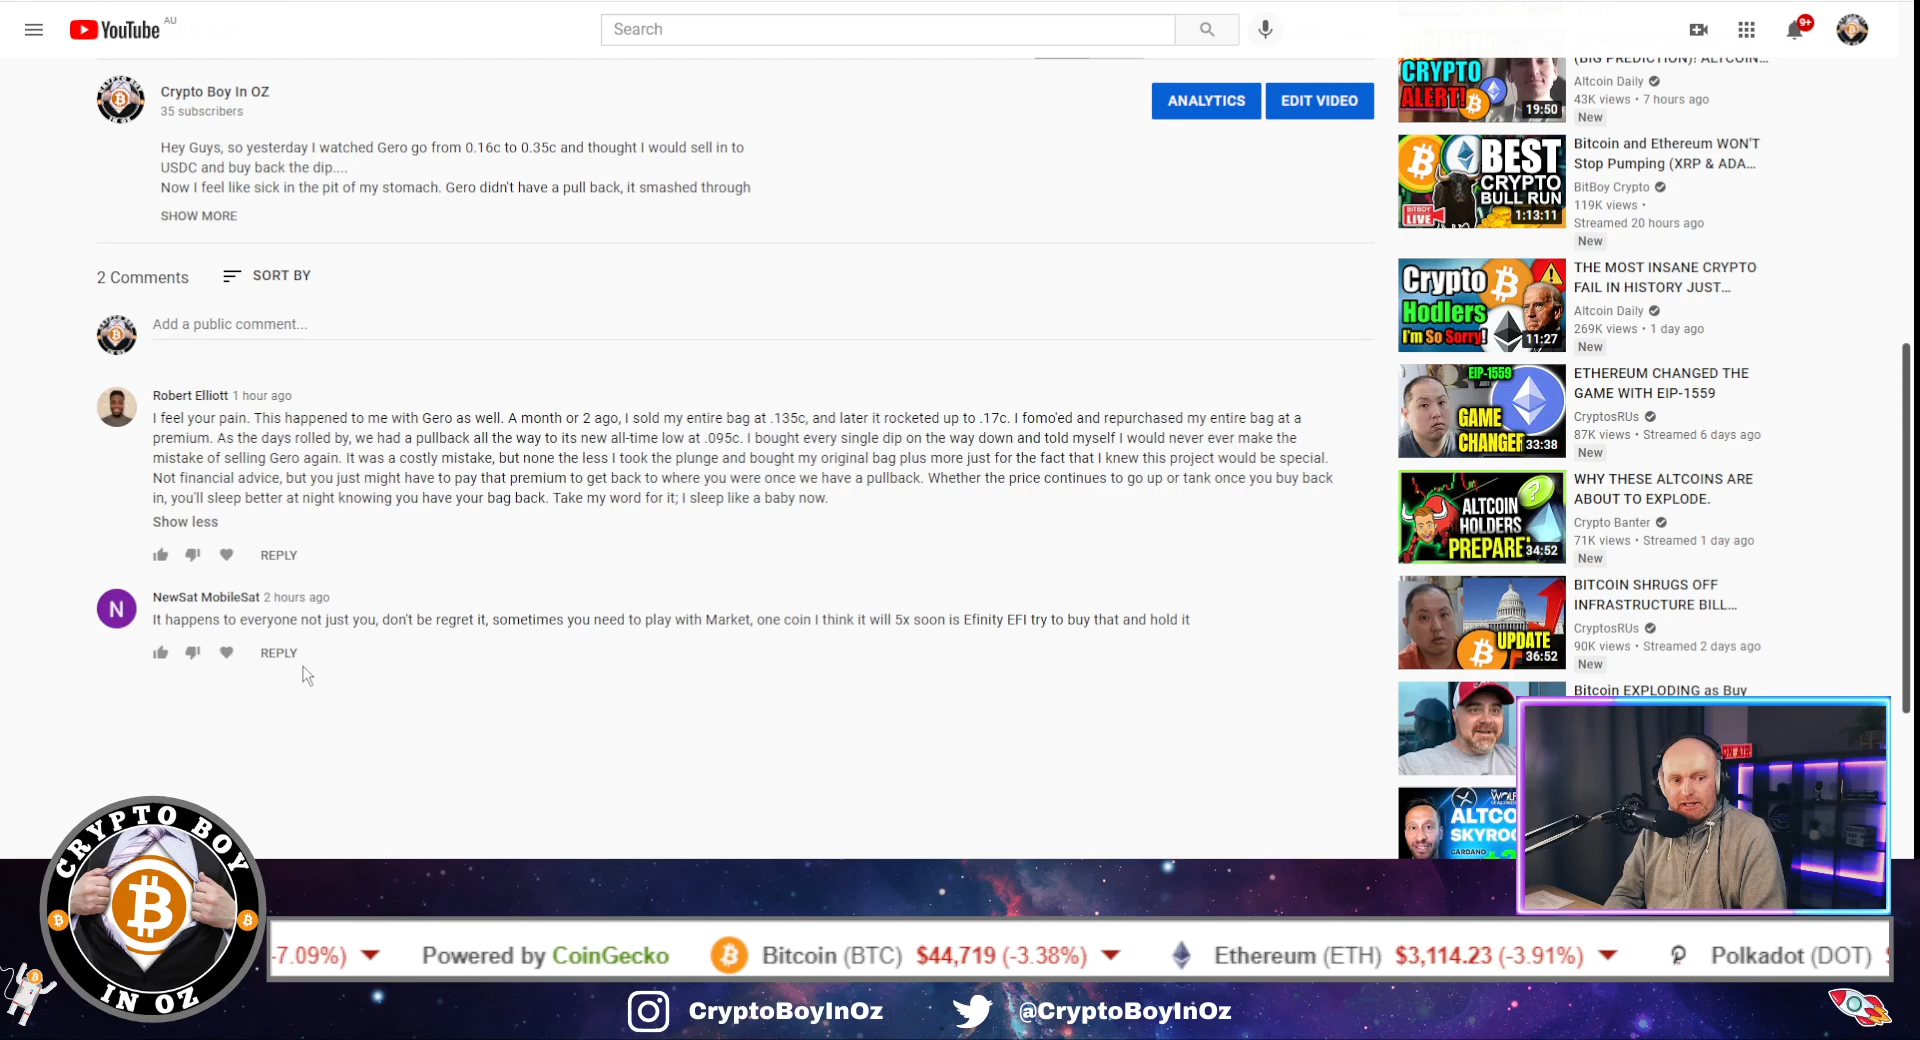 YouTube
AU
Search
9+
Crypto Boy In OZ
35 subscribers
ANALYTICS
EDIT VIDEO
Hey Guys, so yesterday I watched Gero go from 0.16c to 0.35c and thought I would sell in to
USDC and buy back the dip....
Now I feel like sick in the pit of my stomach. Gero didn't have a pull back, it smashed through
SHOW MORE
2 Comments
SORT BY
Add a public comment...
Robert Elliott 1 hour ago
I feel your pain. This happened to me with Gero as well. A month or 2 ago, I sold my entire bag at .135c, and later it rocketed up to .17c. I fomo'ed and repurchased my entire bag at a
premium. As the days rolled by, we had a pullback all the way to its new all-time low at .095c. I bought every single dip on the way down and told myself I would never ever make the
mistake of selling Gero again. It was a costly mistake, but none the less I took the plunge and bought my original bag plus more just for the fact that I knew this project would be special.
Not financial advice, but you just might have to pay that premium to get back to where you were once we have a pullback. Whether the price continues to go up or tank once you buy back
in, you'll sleep better at night knowing you have your bag back. Take my word for it; I sleep like a baby now.
Show less
REPLY
N
NewSat MobileSat 2 hours ago
It happens to everyone not just you, don't be regret it, sometimes you need to play with Market, one coin I think it will 5x soon is Efinity EFI try to buy that and hold it
REPLY
CRYPTO
ALERT!
19:50
(BIG PREDICTION)! ALTCOIN...
Altcoin Daily
43K views • 7 hours ago
New
BEST
CRYPTO
BULL RUN
BITBOY
LIVE
1:13:11
Bitcoin and Ethereum WON'T
Stop Pumping (XRP & ADA...
BitBoy Crypto
119K views •
Streamed 20 hours ago
New
Crypto
Hodlers
I'm So Sorry!
11:27
THE MOST INSANE CRYPTO
FAIL IN HISTORY JUST...
Altcoin Daily
269K views • 1 day ago
New
EIP-1559
GAME
CHANGER
33:38
ETHEREUM CHANGED THE
GAME WITH EIP-1559
CryptosRUs
87K views • Streamed 6 days ago
New
ALTCOIN
HOLDERS
PREPARE!
34:52
WHY THESE ALTCOINS ARE
ABOUT TO EXPLODE.
Crypto Banter
71K views • Streamed 1 day ago
New
UPDATE
36:52
BITCOIN SHRUGS OFF
INFRASTRUCTURE BILL...
CryptosRUs
90K views • Streamed 2 days ago
New
Bitcoin EXPLODING as Buy
ALTCO
SKYRO
CARDANO
ON AIR
CRYPTO BOY
IN OZ
-7.09%)
Powered by CoinGecko
Bitcoin (BTC) $44,719 (-3.38%)
Ethereum (ETH) $3,114.23 (-3.91%)
Polkadot (DOT)
CryptoBoyInOz
@CryptoBoyInOz